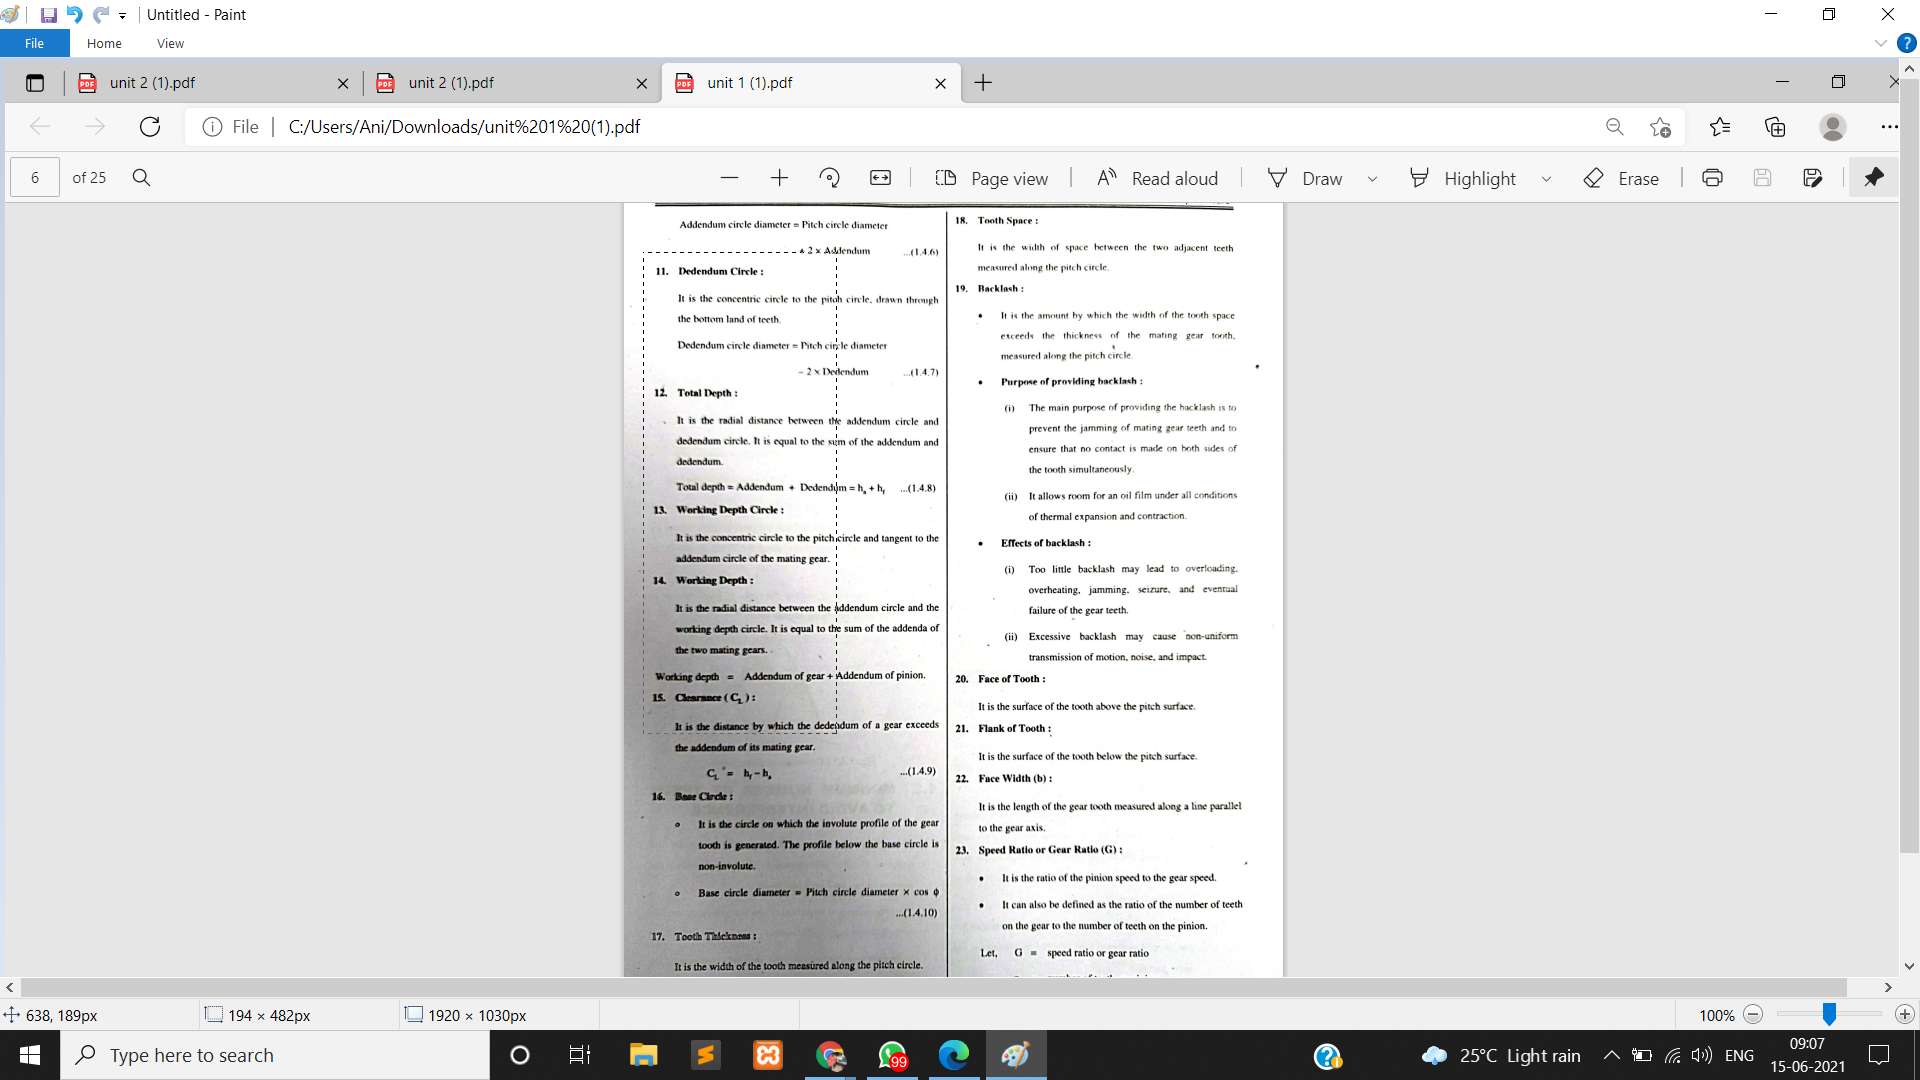 Untitled - Paint
File Home View
unit 2 (1).pdf unit 2 (1).pdf unit 1 (1).pdf
File C:/Users/Ani/Downloads/unit%201%20(1).pdf
6 of 25 Page view Read aloud Draw Highlight Erase
Addendum circle diameter = Pitch circle diameter
+ 2 × Addendum ...(1.4.6)
11. Dedendum Circle :
It is the concentric circle to the pitch circle, drawn through
the bottom land of teeth.
Dedendum circle diameter = Pitch circle diameter
– 2 × Dedendum ...(1.4.7)
12. Total Depth :
It is the radial distance between the addendum circle and
dedendum circle. It is equal to the sum of the addendum and
dedendum.
Total depth = Addendum + Dedendum = hₐ + h_f ...(1.4.8)
13. Working Depth Circle :
It is the concentric circle to the pitch circle and tangent to the
addendum circle of the mating gear.
14. Working Depth :
It is the radial distance between the addendum circle and the
working depth circle. It is equal to the sum of the addenda of
the two mating gears.
Working depth = Addendum of gear + Addendum of pinion.
15. Clearance ( C_L ) :
It is the distance by which the dedendum of a gear exceeds
the addendum of its mating gear.
C_L = h_f – hₐ ...(1.4.9)
16. Base Circle :
o It is the circle on which the involute profile of the gear
tooth is generated. The profile below the base circle is
non-involute.
o Base circle diameter = Pitch circle diameter × cos ϕ
...(1.4.10)
17. Tooth Thickness :
It is the width of the tooth measured along the pitch circle.
18. Tooth Space :
It is the width of space between the two adjacent teeth
measured along the pitch circle.
19. Backlash :
• It is the amount by which the width of the tooth space
exceeds the thickness of the mating gear tooth,
measured along the pitch circle.
• Purpose of providing backlash :
(i) The main purpose of providing the backlash is to
prevent the jamming of mating gear teeth and to
ensure that no contact is made on both sides of
the tooth simultaneously.
(ii) It allows room for an oil film under all conditions
of thermal expansion and contraction.
• Effects of backlash :
(i) Too little backlash may lead to overloading,
overheating, jamming, seizure, and eventual
failure of the gear teeth.
(ii) Excessive backlash may cause non-uniform
transmission of motion, noise, and impact.
20. Face of Tooth :
It is the surface of the tooth above the pitch surface.
21. Flank of Tooth :
It is the surface of the tooth below the pitch surface.
22. Face Width (b) :
It is the length of the gear tooth measured along a line parallel
to the gear axis.
23. Speed Ratio or Gear Ratio (G) :
• It is the ratio of the pinion speed to the gear speed.
• It can also be defined as the ratio of the number of teeth
on the gear to the number of teeth on the pinion.
Let, G = speed ratio or gear ratio
638, 189px 194 × 482px 1920 × 1030px 100%
Type here to search 99 25°C Light rain ENG 09:07
15-06-2021